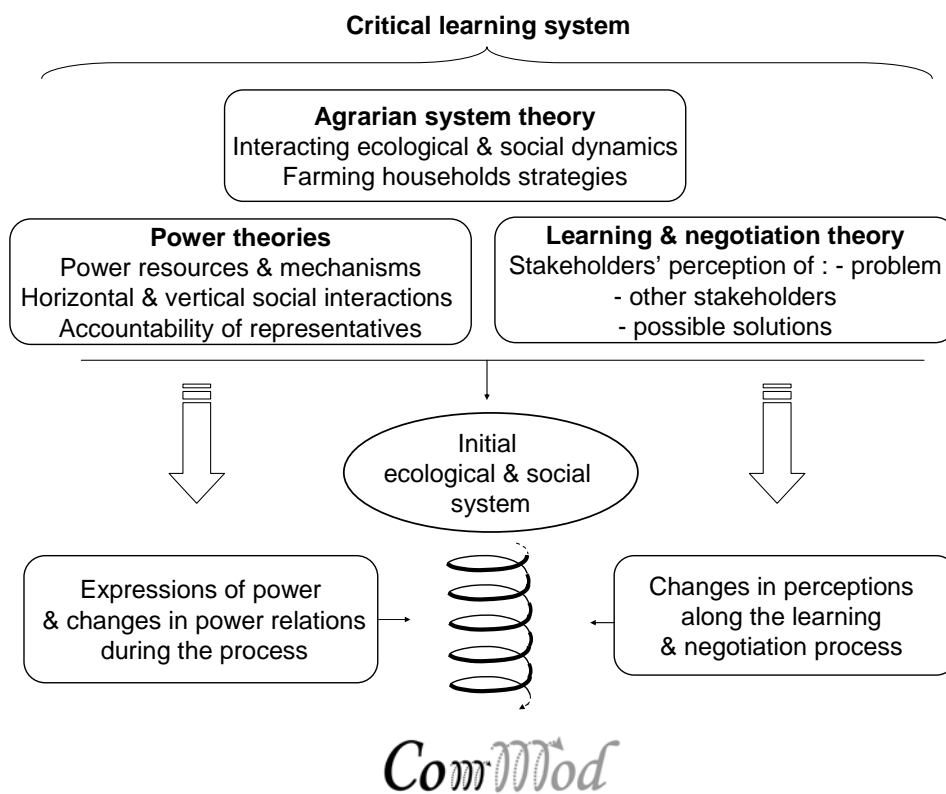 Critical learning system
Agrarian system theory
Interacting ecological & social dynamics
Farming households strategies
Power theories
Power resources & mechanisms
Horizontal & vertical social interactions
Accountability of representatives
Learning & negotiation theory
Stakeholders' perception of : - problem
- other stakeholders
- possible solutions
Initial
ecological & social
system
Expressions of power
& changes in power relations
during the process
Changes in perceptions
along the learning
& negotiation process
ComMod